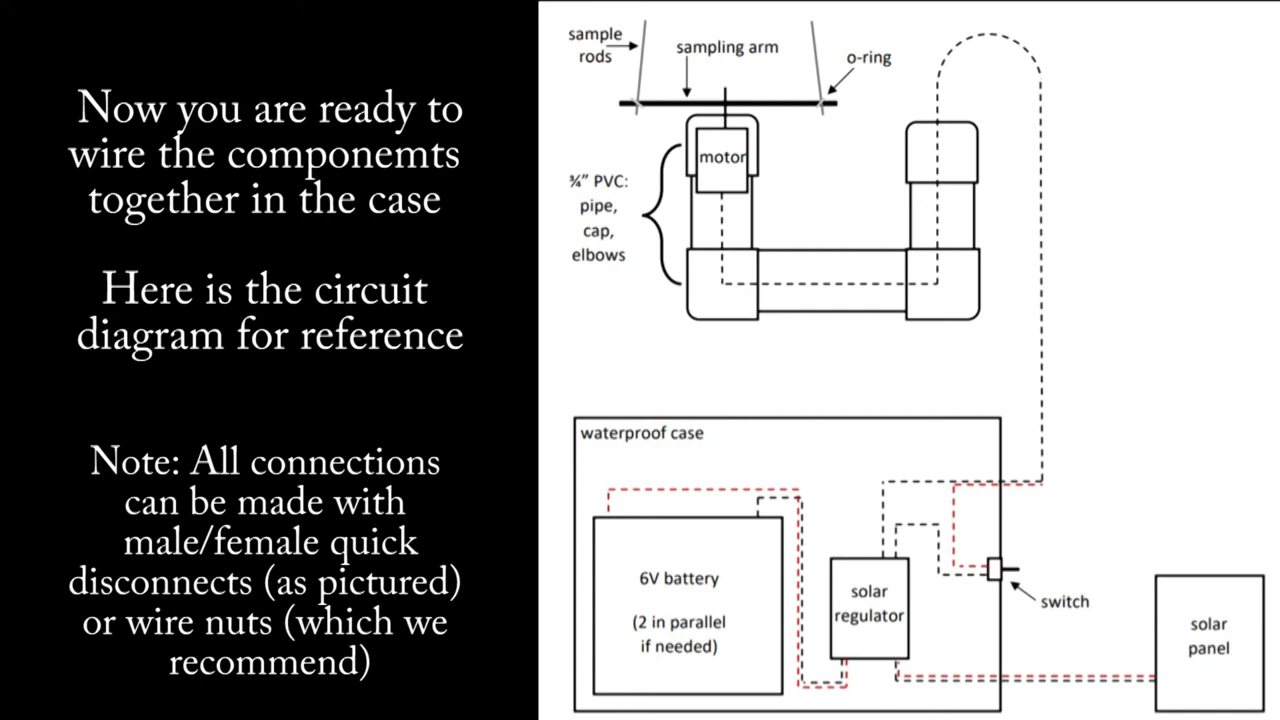 Now you are ready to
wire the componemts
together in the case
Here is the circuit
diagram for reference
Note: All connections
can be made with
male/female quick
disconnects (as pictured)
or wire nuts (which we
recommend)
sample
rods
sampling arm
o-ring
motor
¾" PVC:
pipe,
cap,
elbows
waterproof case
6V battery
(2 in parallel
if needed)
solar
regulator
switch
solar
panel